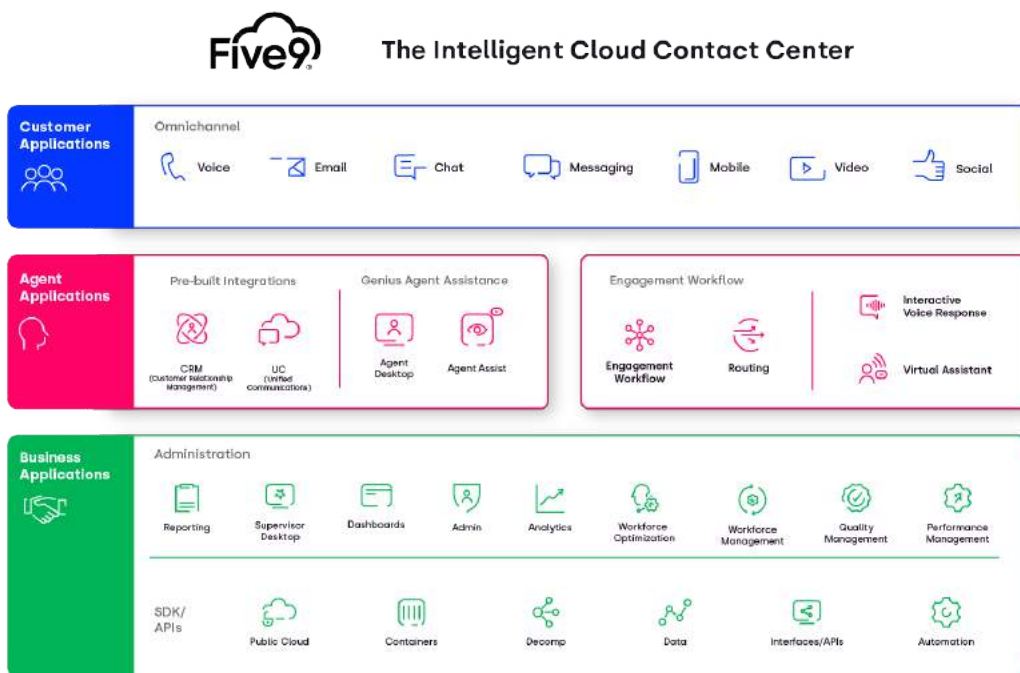 Five9
The Intelligent Cloud Contact Center
Customer
Applications
Omnichannel
Voice
Email
Chat
Messaging
Mobile
Video
Social
Agent
Applications
Pre-built Integrations
CRM
(Customer Relationship
Management)
UC
(Unified
Communications)
Genius Agent Assistance
Agent
Desktop
Agent Assist
Engagement Workflow
Engagement
Workflow
Routing
Interactive
Voice Response
Virtual Assistant
Business
Applications
Administration
Reporting
Supervisor
Desktop
Dashboards
Admin
Analytics
Workforce
Optimization
Workforce
Management
Quality
Management
Performance
Management
SDK/
APIs
Public Cloud
Containers
Decomp
Data
Interfaces/APIs
Automation